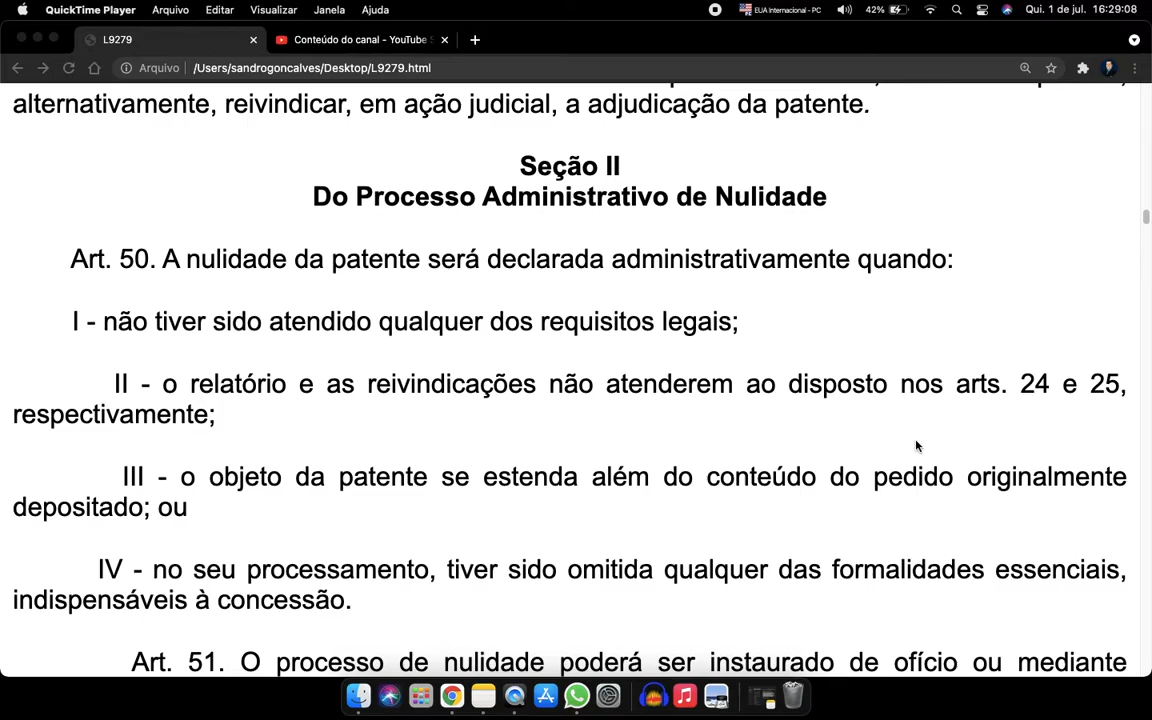 QuickTime Player Arquivo Editar Visualizar Janela Ajuda EUA Internacional - PC 42% Qui. 1 de jul. 16:29:08
L9279 Conteúdo do canal - YouTube
Arquivo /Users/sandrogoncalves/Desktop/L9279.html
alternativamente, reivindicar, em ação judicial, a adjudicação da patente.
Seção II
Do Processo Administrativo de Nulidade
Art. 50. A nulidade da patente será declarada administrativamente quando:
I - não tiver sido atendido qualquer dos requisitos legais;
II - o relatório e as reivindicações não atenderem ao disposto nos arts. 24 e 25,
respectivamente;
III - o objeto da patente se estenda além do conteúdo do pedido originalmente
depositado; ou
IV - no seu processamento, tiver sido omitida qualquer das formalidades essenciais,
indispensáveis à concessão.
Art. 51. O processo de nulidade poderá ser instaurado de ofício ou mediante